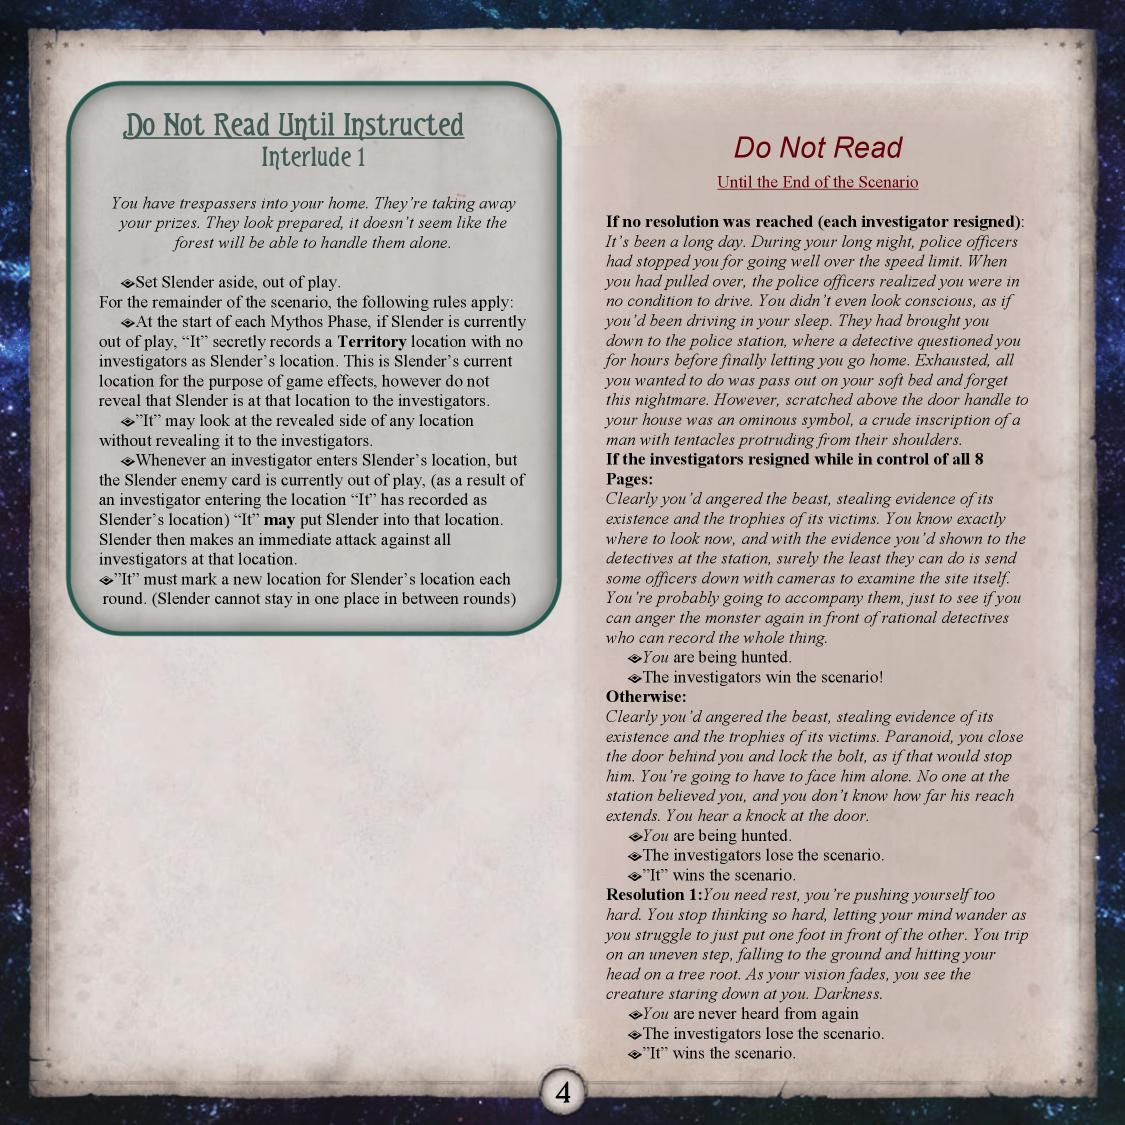 Do Not Read Until Instructed
Interlude 1
You have trespassers into your home. They're taking away
your prizes. They look prepared, it doesn't seem like the
forest will be able to handle them alone.
Set Slender aside, out of play.
For the remainder of the scenario, the following rules apply:
At the start of each Mythos Phase, if Slender is currently
out of play, “It” secretly records a Territory location with no
investigators as Slender's location. This is Slender's current
location for the purpose of game effects, however do not
reveal that Slender is at that location to the investigators.
”It” may look at the revealed side of any location
without revealing it to the investigators.
Whenever an investigator enters Slender's location, but
the Slender enemy card is currently out of play, (as a result of
an investigator entering the location “It” has recorded as
Slender's location) “It” may put Slender into that location.
Slender then makes an immediate attack against all
investigators at that location.
”It” must mark a new location for Slender's location each
round. (Slender cannot stay in one place in between rounds)
Do Not Read
Until the End of the Scenario
If no resolution was reached (each investigator resigned):
It's been a long day. During your long night, police officers
had stopped you for going well over the speed limit. When
you had pulled over, the police officers realized you were in
no condition to drive. You didn't even look conscious, as if
you'd been driving in your sleep. They had brought you
down to the police station, where a detective questioned you
for hours before finally letting you go home. Exhausted, all
you wanted to do was pass out on your soft bed and forget
this nightmare. However, scratched above the door handle to
your house was an ominous symbol, a crude inscription of a
man with tentacles protruding from their shoulders.
If the investigators resigned while in control of all 8
Pages:
Clearly you'd angered the beast, stealing evidence of its
existence and the trophies of its victims. You know exactly
where to look now, and with the evidence you'd shown to the
detectives at the station, surely the least they can do is send
some officers down with cameras to examine the site itself.
You're probably going to accompany them, just to see if you
can anger the monster again in front of rational detectives
who can record the whole thing.
You are being hunted.
The investigators win the scenario!
Otherwise:
Clearly you'd angered the beast, stealing evidence of its
existence and the trophies of its victims. Paranoid, you close
the door behind you and lock the bolt, as if that would stop
him. You're going to have to face him alone. No one at the
station believed you, and you don't know how far his reach
extends. You hear a knock at the door.
You are being hunted.
The investigators lose the scenario.
”It” wins the scenario.
Resolution 1:You need rest, you're pushing yourself too
hard. You stop thinking so hard, letting your mind wander as
you struggle to just put one foot in front of the other. You trip
on an uneven step, falling to the ground and hitting your
head on a tree root. As your vision fades, you see the
creature staring down at you. Darkness.
You are never heard from again
The investigators lose the scenario.
”It” wins the scenario.
4